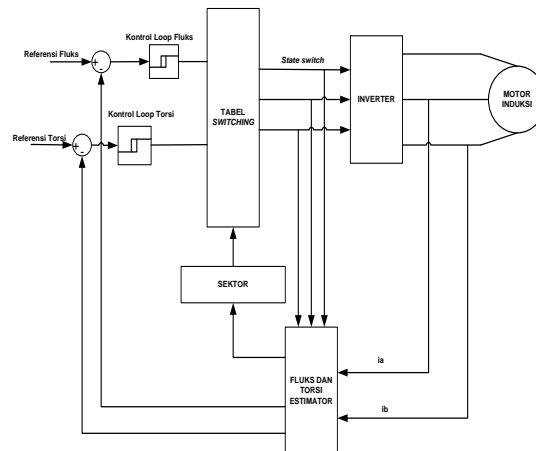 Kontrol Loop Fluks
Referensi Fluks
+
-
State switch
TABEL
SWITCHING
INVERTER
MOTOR
INDUKSI
Kontrol Loop Torsi
Referensi Torsi
+
-
SEKTOR
FLUKS DAN
TORSI
ESTIMATOR
ia
ib